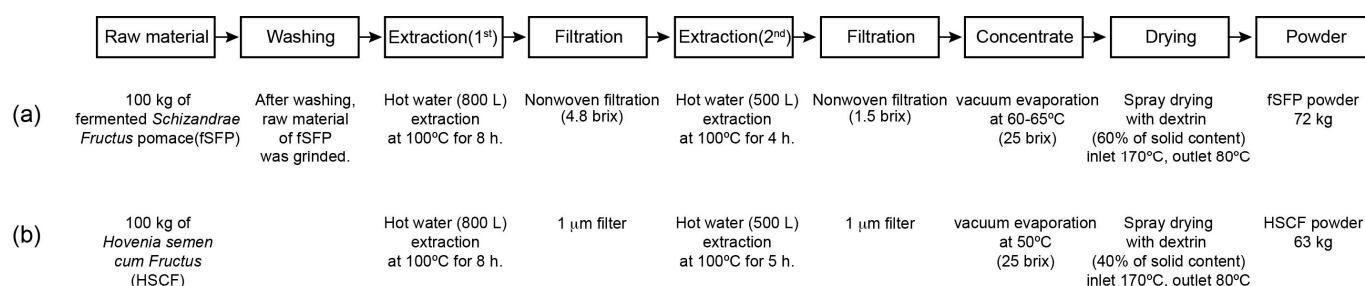 Raw material
Washing
Extraction(1st)
Filtration
Extraction(2nd)
Filtration
Concentrate
Drying
Powder
(a)
100 kg of
fermented Schizandrae
Fructus pomace(fSFP)
After washing,
raw material
of fSFP
was grinded.
Hot water (800 L)
extraction
at 100ºC for 8 h.
Nonwoven filtration
(4.8 brix)
Hot water (500 L)
extraction
at 100ºC for 4 h.
Nonwoven filtration
(1.5 brix)
vacuum evaporation
at 60-65ºC
(25 brix)
Spray drying
with dextrin
(60% of solid content)
inlet 170ºC, outlet 80ºC
fSFP powder
72 kg
(b)
100 kg of
Hovenia semen
cum Fructus
(HSCF)
Hot water (800 L)
extraction
at 100ºC for 8 h.
1 μm filter
Hot water (500 L)
extraction
at 100ºC for 5 h.
1 μm filter
vacuum evaporation
at 50ºC
(25 brix)
Spray drying
with dextrin
(40% of solid content)
inlet 170ºC, outlet 80ºC
HSCF powder
63 kg